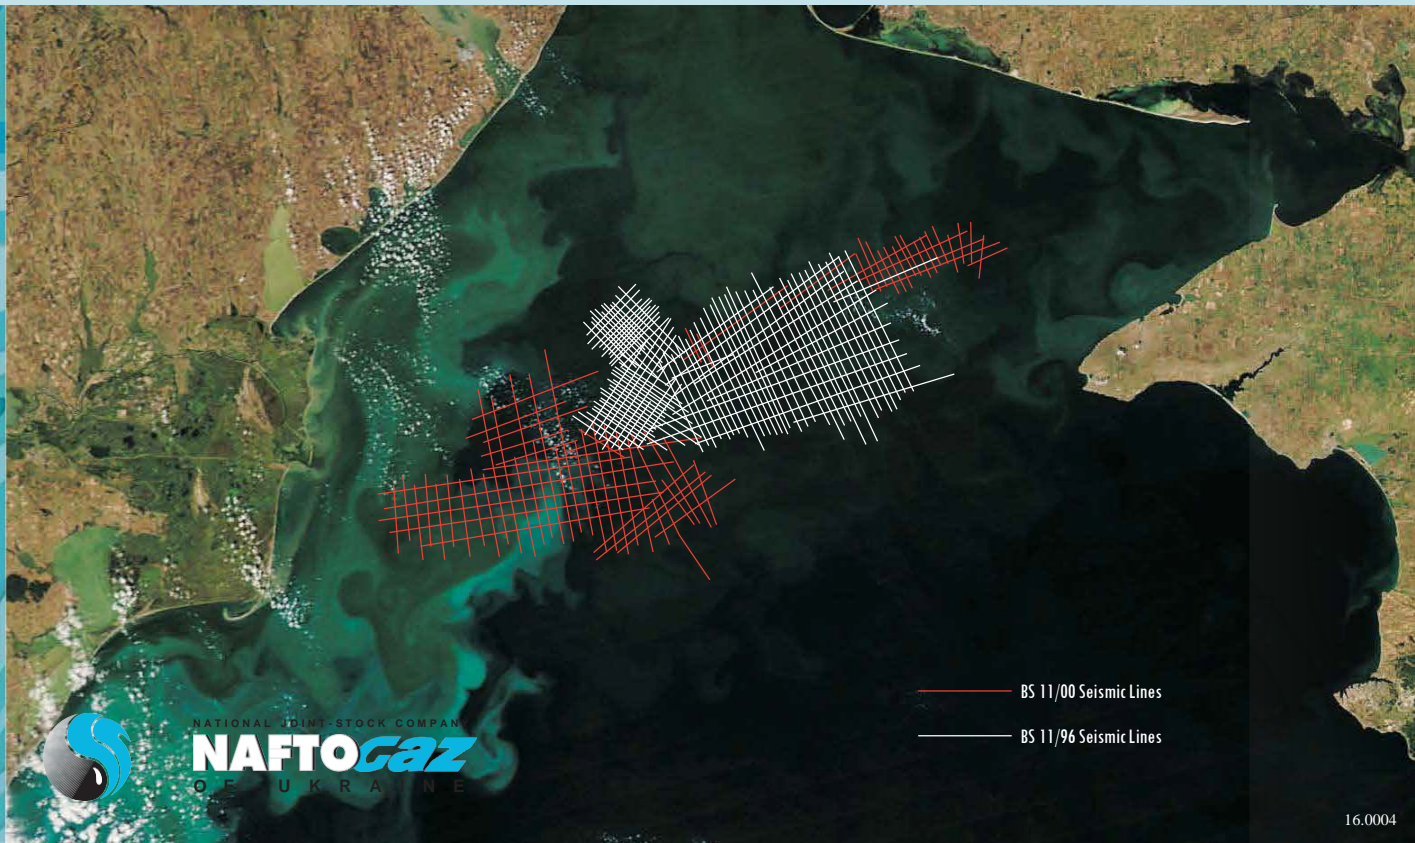 BS 11/00 Seismic Lines
BS 11/96 Seismic Lines
NATIONAL JOINT-STOCK COMPANY
NAFTOGAZ
OF UKRAINE
16.0004